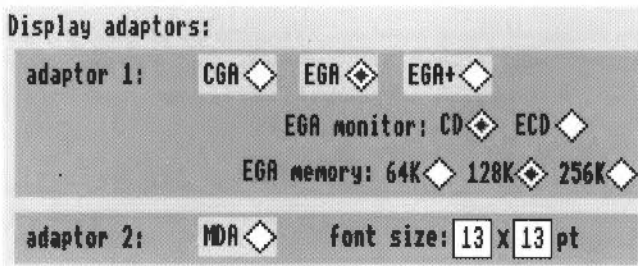 Display adaptors:
adaptor 1: CGA EGA EGA+
EGA monitor: CD ECD
EGA memory: 64K 128K 256K
adaptor 2: MDA font size: 13 x 13 pt